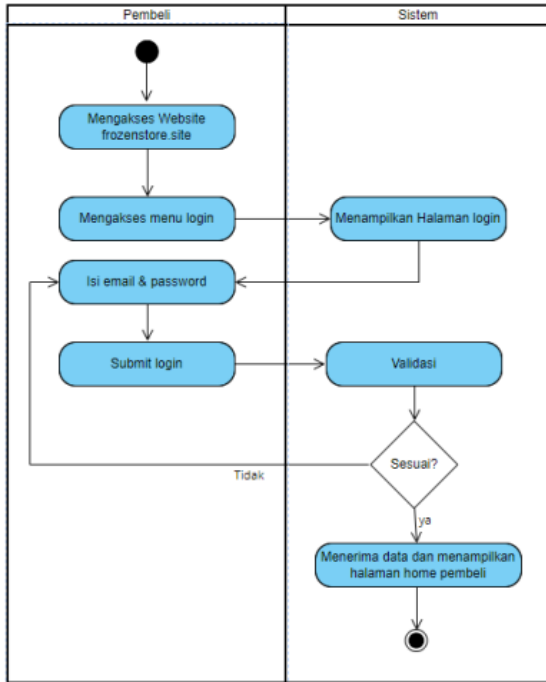 Pembeli
Sistem
Mengakses Website
frozenstore.site
Mengakses menu login
Menampilkan Halaman login
Isi email & password
Submit login
Validasi
Sesuai?
Tidak
ya
Menerima data dan menampilkan
halaman home pembeli